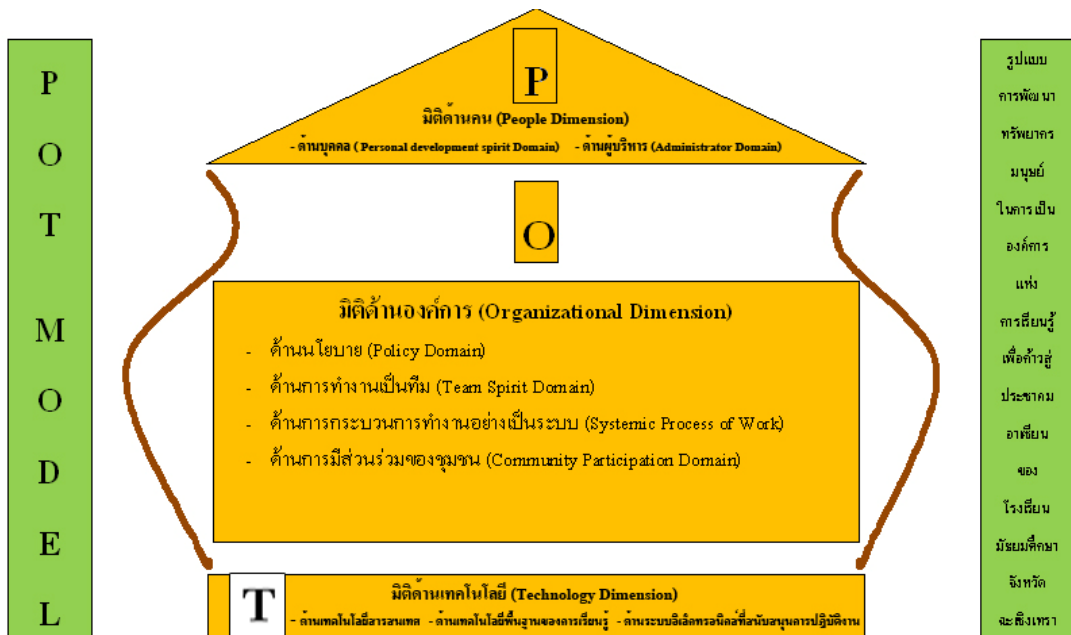 P
O
T
M
O
D
E
L
P
มิติด้านคน (People Dimension)
- ด้านบุคคล ( Personal development spirit Domain) - ด้านผู้บริหาร (Administrator Domain)
O
มิติด้านองค์การ (Organizational Dimension)
- ด้านนโยบาย (Policy Domain)
- ด้านการทำงานเป็นทีม (Team Spirit Domain)
- ด้านการกระบวนการทำงานอย่างเป็นระบบ (Systemic Process of Work)
- ด้านการมีส่วนร่วมของชุมชน (Community Participation Domain)
T
มิติด้านเทคโนโลยี (Technology Dimension)
- ด้านเทคโนโลยีสารสนเทศ - ด้านเทคโนโลยีพื้นฐานของการเรียนรู้ - ด้านระบบอิเล็คทรอนิคส์ที่สนับสนุนการปฏิบัติงาน
รูปแบบ
การพัฒนา
ทรัพยากร
มนุษย์
ในการเป็น
องค์การ
แห่ง
การเรียนรู้
เพื่อก้าวสู่
ประชาคม
อาเซียน
ของ
โรงเรียน
มัธยมศึกษา
จังหวัด
ฉะเชิงเทรา